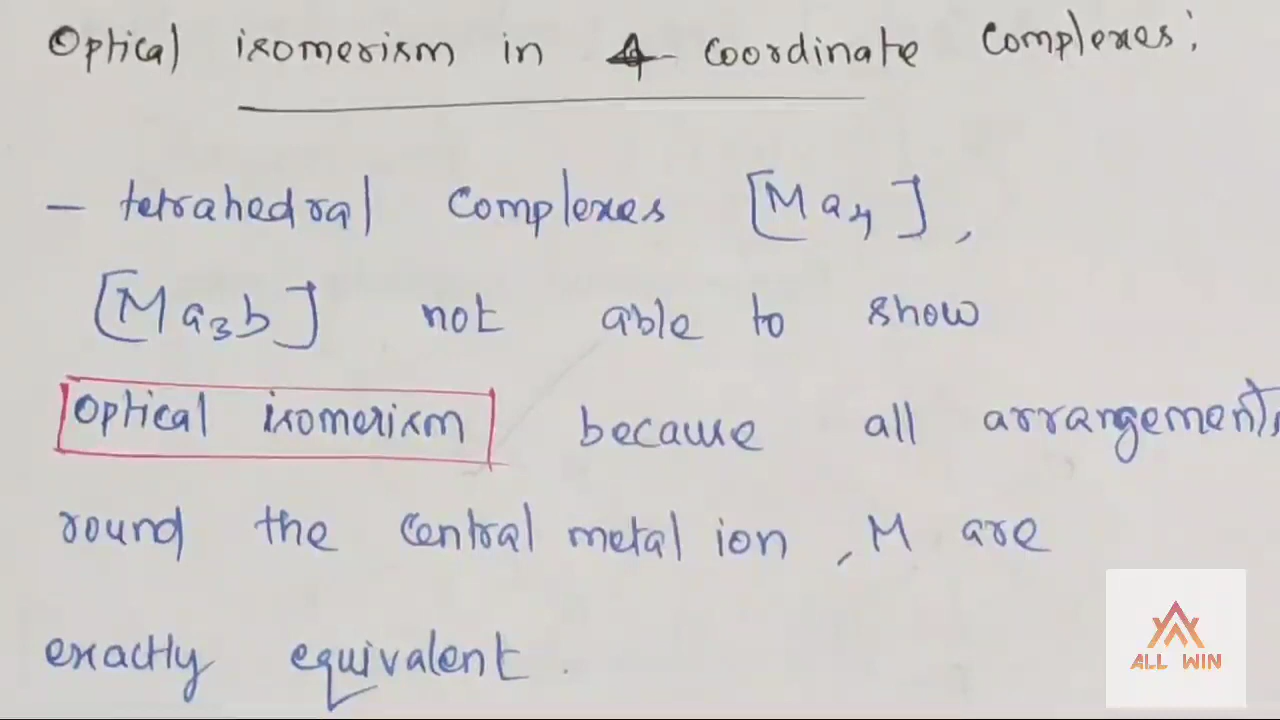 Optical isomerism in 4 coordinate complexes:
- tetrahedral complexes [Ma₄],
[Ma₃b] not able to show
Optical isomerism because all arrangements
round the central metal ion, M are
exactly equivalent.
ALL WIN